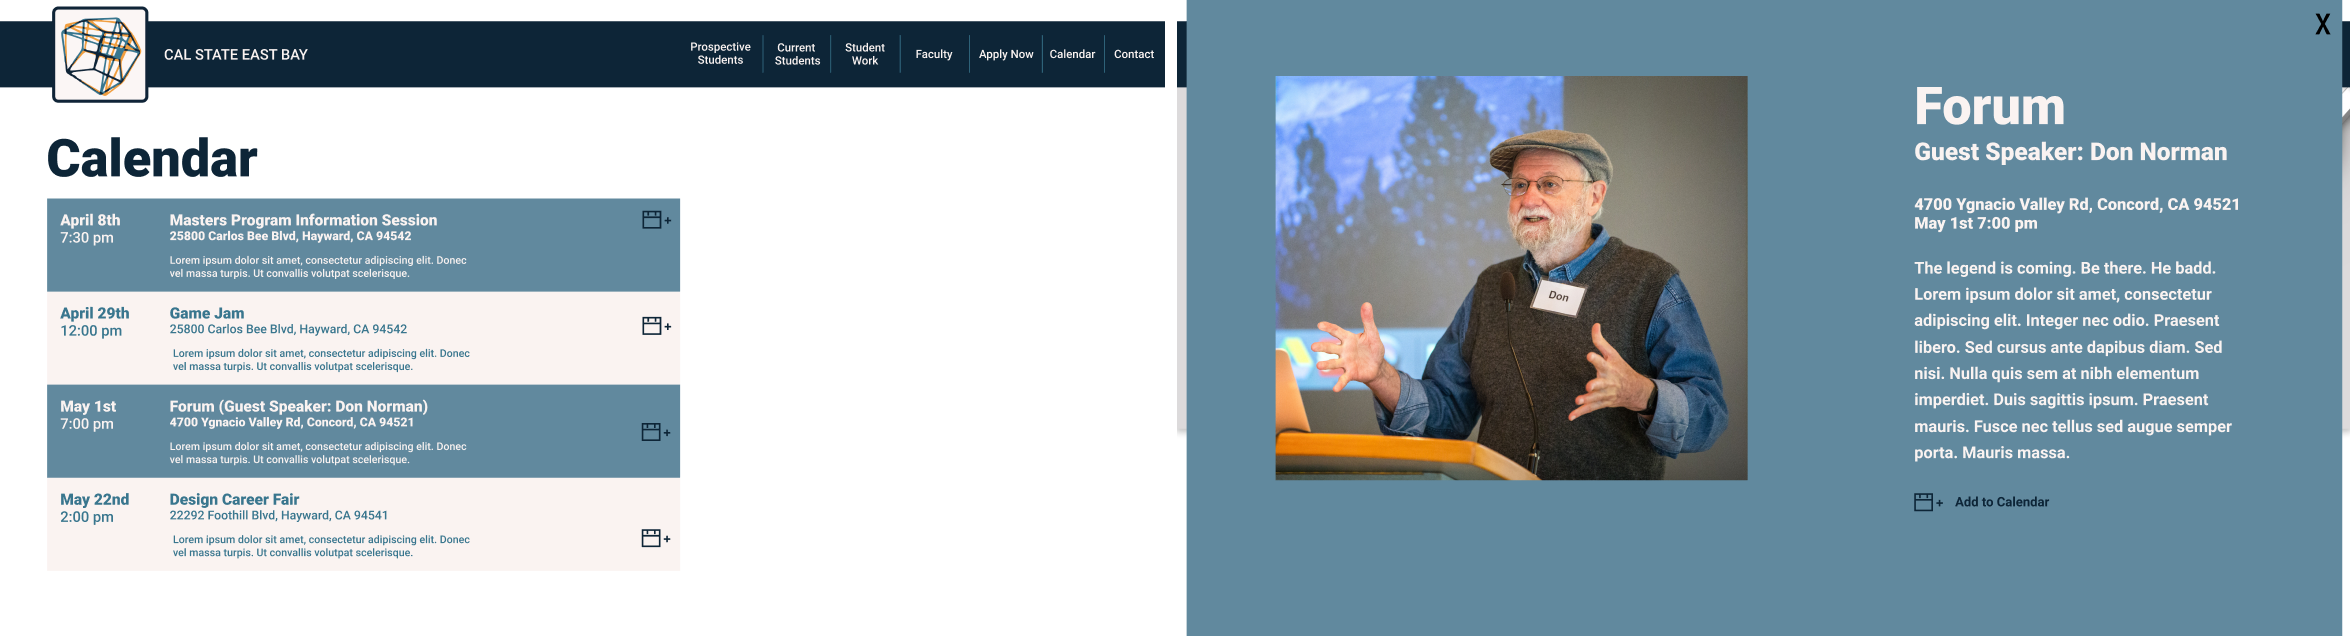 CAL STATE EAST BAY
Prospective
Students
Current
Students
Student
Work
Faculty
Apply Now
Calendar
Contact
Calendar
April 8th
7:30 pm
Masters Program Information Session
25800 Carlos Bee Blvd, Hayward, CA 94542
Lorem ipsum dolor sit amet, consectetur adipiscing elit. Donec
vel massa turpis. Ut convallis volutpat scelerisque.
April 29th
12:00 pm
Game Jam
25800 Carlos Bee Blvd, Hayward, CA 94542
Lorem ipsum dolor sit amet, consectetur adipiscing elit. Donec
vel massa turpis. Ut convallis volutpat scelerisque.
May 1st
7:00 pm
Forum (Guest Speaker: Don Norman)
4700 Ygnacio Valley Rd, Concord, CA 94521
Lorem ipsum dolor sit amet, consectetur adipiscing elit. Donec
vel massa turpis. Ut convallis volutpat scelerisque.
May 22nd
2:00 pm
Design Career Fair
22292 Foothill Blvd, Hayward, CA 94541
Lorem ipsum dolor sit amet, consectetur adipiscing elit. Donec
vel massa turpis. Ut convallis volutpat scelerisque.
X
Don
Forum
Guest Speaker: Don Norman
4700 Ygnacio Valley Rd, Concord, CA 94521
May 1st 7:00 pm
The legend is coming. Be there. He badd.
Lorem ipsum dolor sit amet, consectetur
adipiscing elit. Integer nec odio. Praesent
libero. Sed cursus ante dapibus diam. Sed
nisi. Nulla quis sem at nibh elementum
imperdiet. Duis sagittis ipsum. Praesent
mauris. Fusce nec tellus sed augue semper
porta. Mauris massa.
Add to Calendar